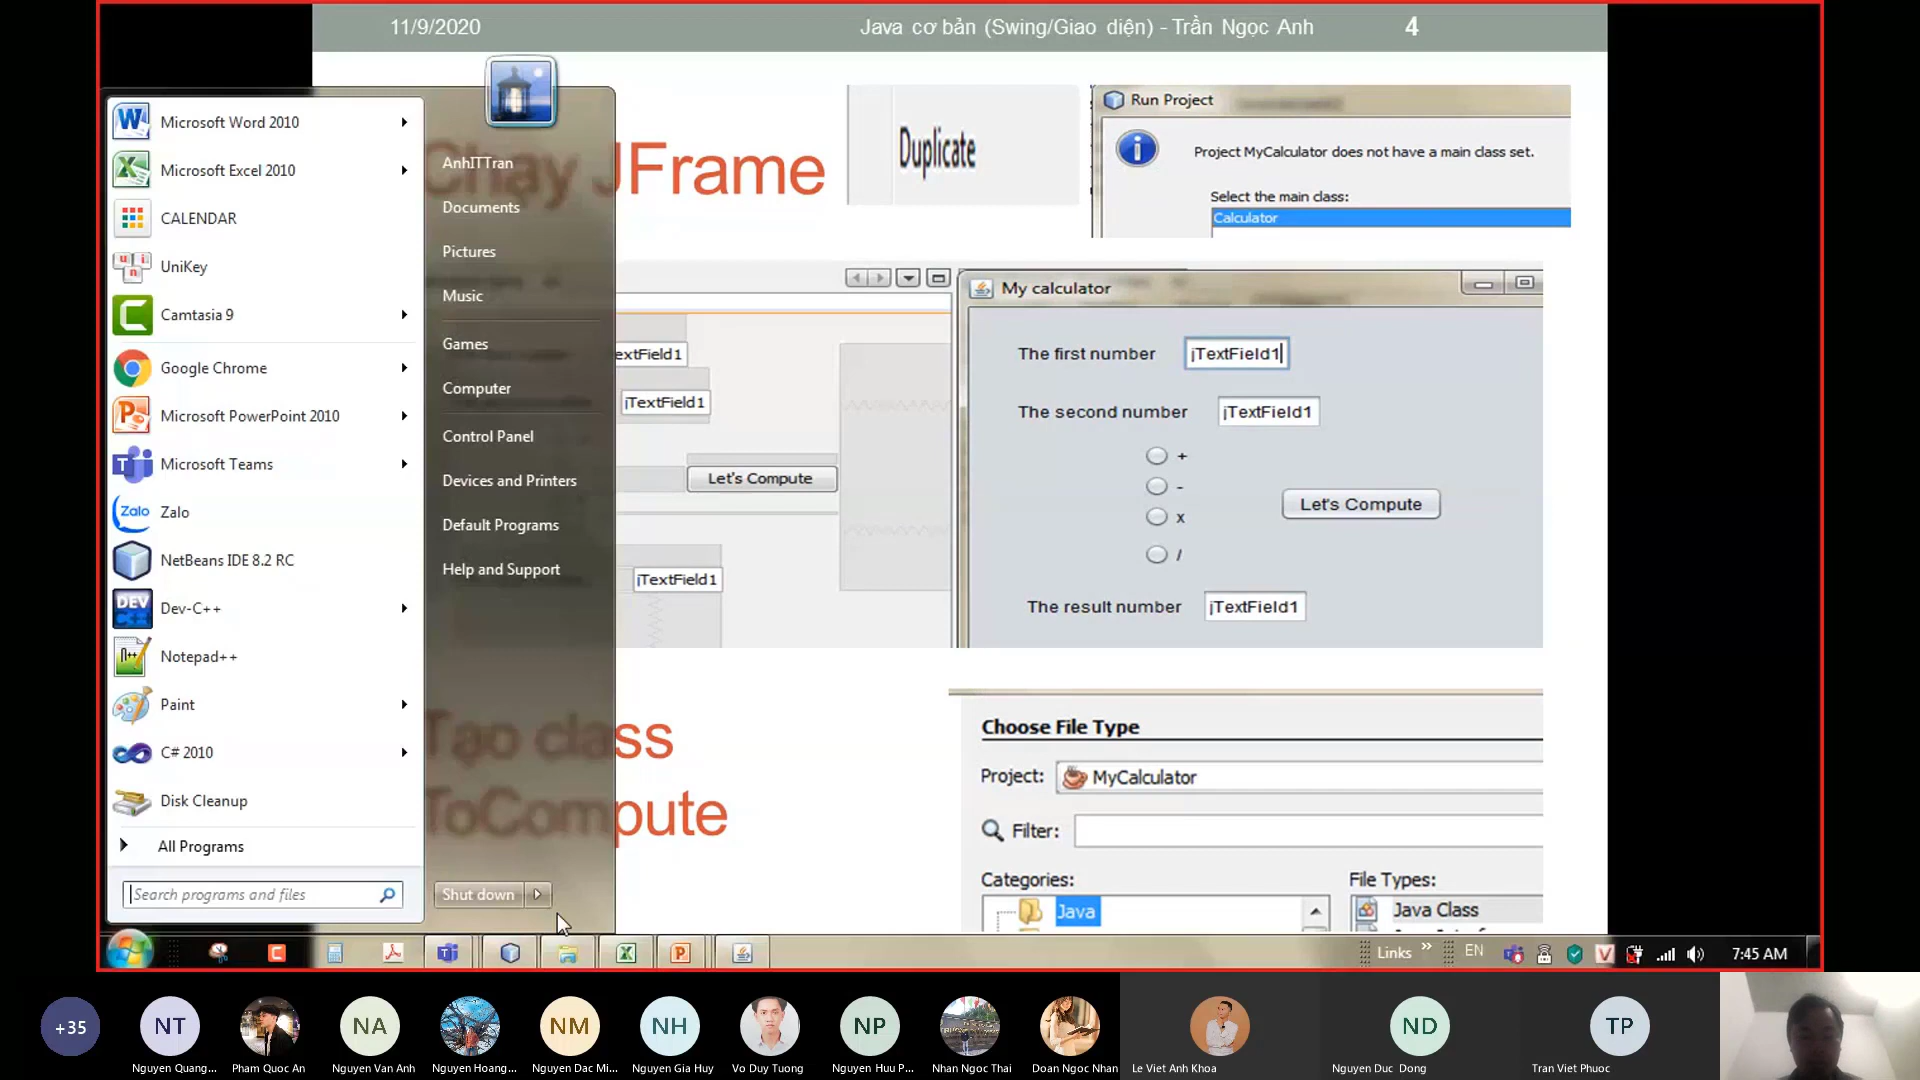 11/9/2020
Java cơ bản (Swing/Giao diện) - Trần Ngọc Anh
4
Microsoft Word 2010
Microsoft Excel 2010
CALENDAR
UniKey
Camtasia 9
Google Chrome
Microsoft PowerPoint 2010
Microsoft Teams
Zalo
Zalo
NetBeans IDE 8.2 RC
Dev-C++
Notepad++
Paint
C# 2010
Disk Cleanup
All Programs
Search programs and files
AnhITTran
Documents
Pictures
Music
Games
Computer
Control Panel
Devices and Printers
Default Programs
Help and Support
Shut down
Chạy JFrame
Duplicate
Run Project
Project MyCalculator does not have a main class set.
Select the main class:
Calculator
extField1
jTextField1
Let's Compute
jTextField1
My calculator
The first number
jTextField1
The second number
jTextField1
+
-
x
/
Let's Compute
The result number
jTextField1
Tạo class
ToCompute
Choose File Type
Project:
MyCalculator
Filter:
Categories:
File Types:
Java
Java Class
Links
EN
7:45 AM
+35
NT
NA
NM
NH
NP
ND
TP
Nguyen Quang...
Pham Quoc An
Nguyen Van Anh
Nguyen Hoang...
Nguyen Dac Mi...
Nguyen Gia Huy
Vo Duy Tuong
Nguyen Huu P...
Nhan Ngoc Thai
Doan Ngoc Nhan
Le Viet Anh Khoa
Nguyen Duc Dong
Tran Viet Phuoc